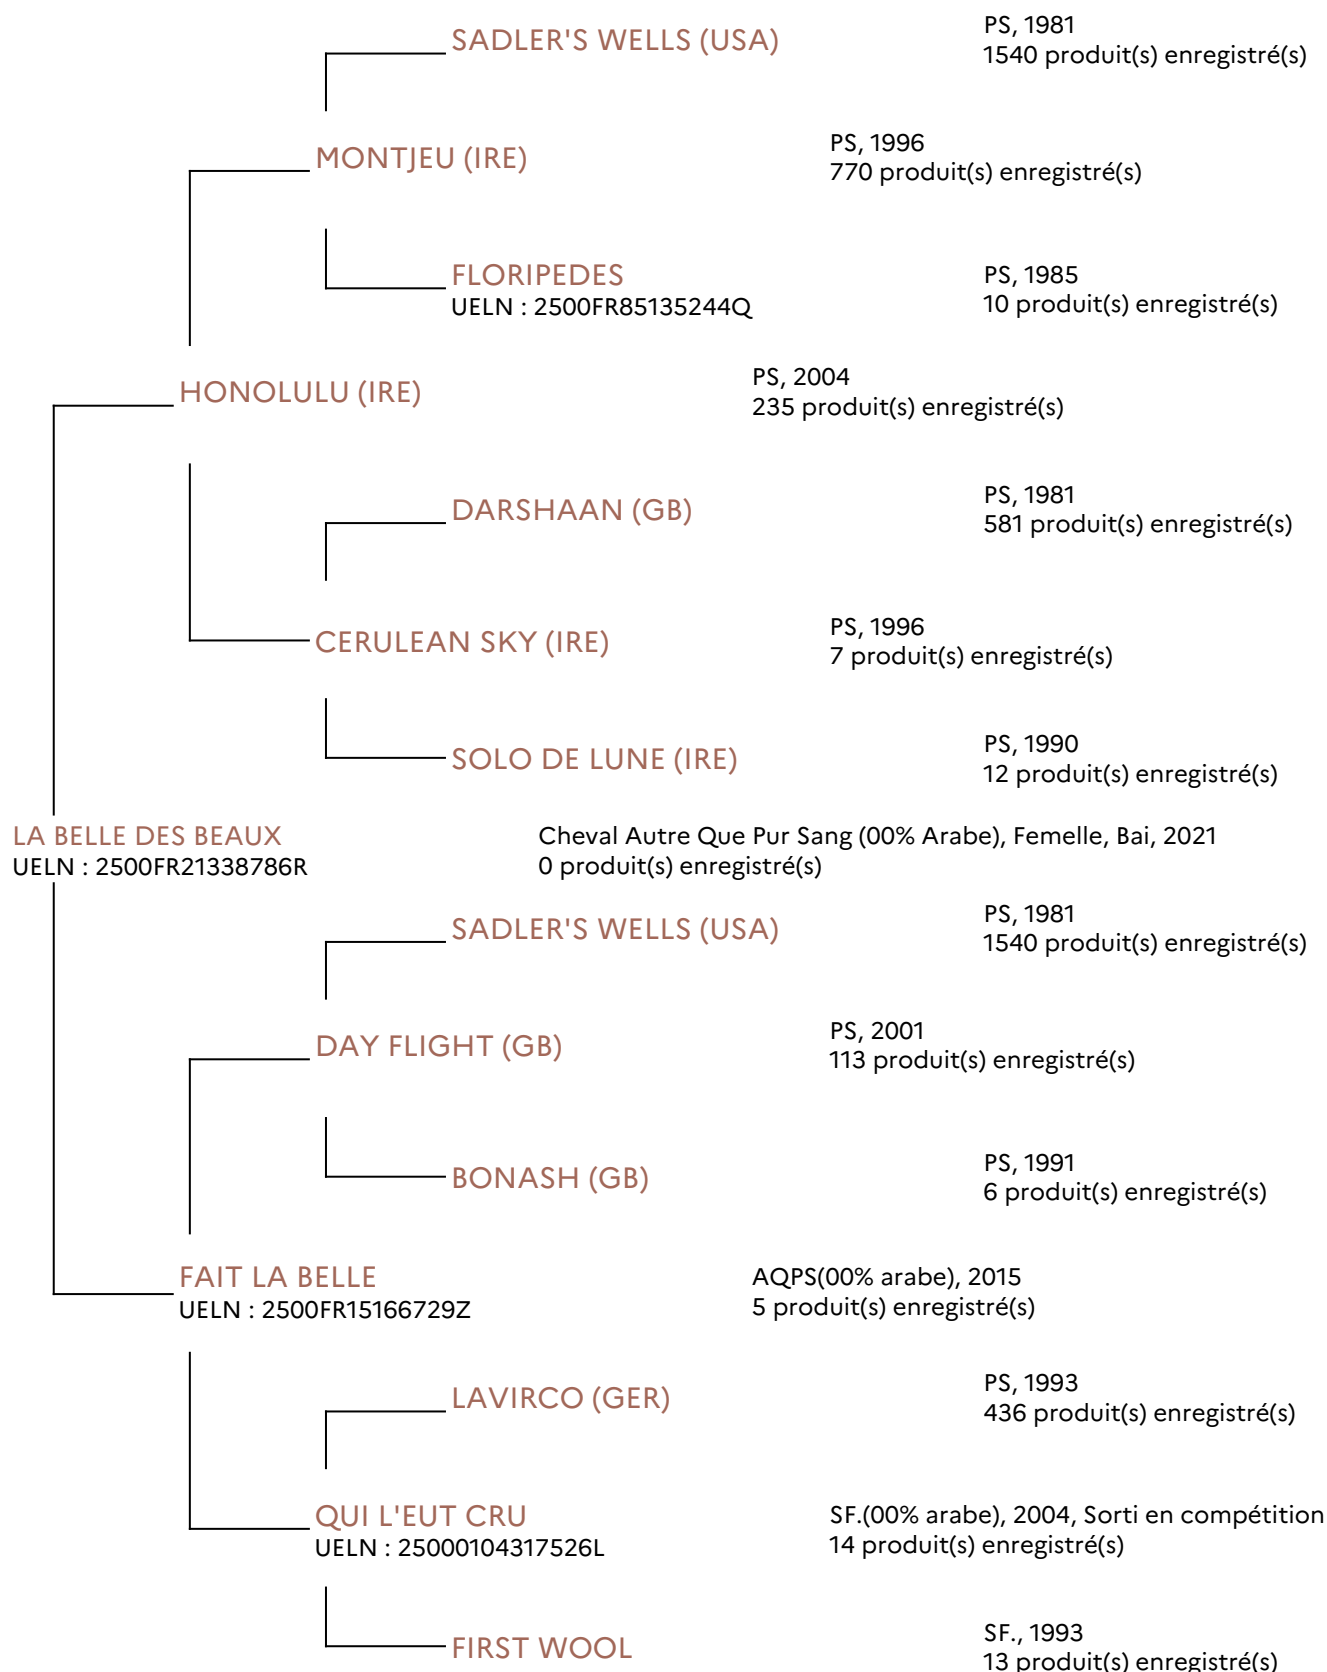 SADLER'S WELLS (USA)
PS, 1981
1540 produit(s) enregistré(s)
MONTJEU (IRE)
PS, 1996
770 produit(s) enregistré(s)
FLORIPEDES
UELN : 2500FR85135244Q
PS, 1985
10 produit(s) enregistré(s)
HONOLULU (IRE)
PS, 2004
235 produit(s) enregistré(s)
DARSHAAN (GB)
PS, 1981
581 produit(s) enregistré(s)
CERULEAN SKY (IRE)
PS, 1996
7 produit(s) enregistré(s)
SOLO DE LUNE (IRE)
PS, 1990
12 produit(s) enregistré(s)
LA BELLE DES BEAUX
UELN : 2500FR21338786R
Cheval Autre Que Pur Sang (00% Arabe), Femelle, Bai, 2021
0 produit(s) enregistré(s)
SADLER'S WELLS (USA)
PS, 1981
1540 produit(s) enregistré(s)
DAY FLIGHT (GB)
PS, 2001
113 produit(s) enregistré(s)
BONASH (GB)
PS, 1991
6 produit(s) enregistré(s)
FAIT LA BELLE
UELN : 2500FR15166729Z
AQPS(00% arabe), 2015
5 produit(s) enregistré(s)
LAVIRCO (GER)
PS, 1993
436 produit(s) enregistré(s)
QUI L'EUT CRU
UELN : 25000104317526L
SF.(00% arabe), 2004, Sorti en compétition
14 produit(s) enregistré(s)
FIRST WOOL
SF., 1993
13 produit(s) enregistré(s)